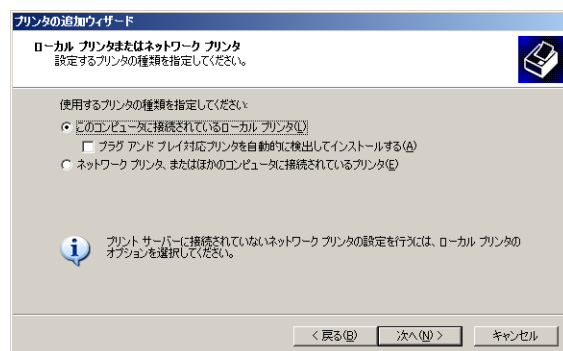 プリンタの追加ウィザード
ローカル プリンタまたはネットワーク プリンタ
設定するプリンタの種類を指定してください。
使用するプリンタの種類を指定してください:
このコンピュータに接続されているローカル プリンタ(L)
プラグ アンド プレイ対応プリンタを自動的に検出してインストールする(A)
ネットワーク プリンタ、またはほかのコンピュータに接続されているプリンタ(E)
プリント サーバーに接続されていないネットワーク プリンタの設定を行うには、ローカル プリンタの
オプションを選択してください。
< 戻る(B) 次へ(N) > キャンセル